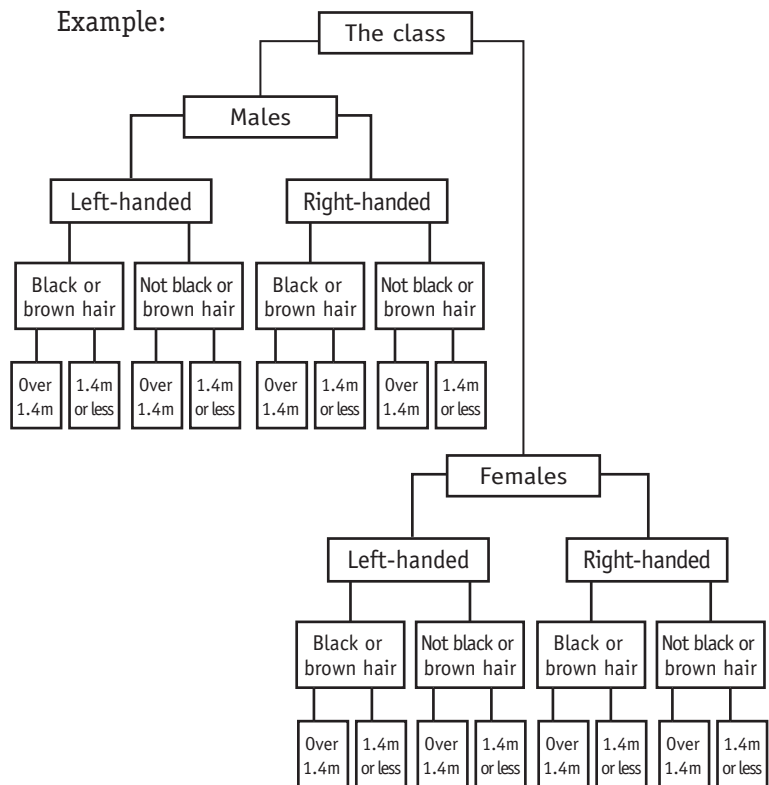 Example:
The class
Males
Left-handed
Right-handed
Black or
brown hair
Not black or
brown hair
Black or
brown hair
Not black or
brown hair
Over
1.4m
1.4m
or less
Over
1.4m
1.4m
or less
Over
1.4m
1.4m
or less
Over
1.4m
1.4m
or less
Females
Left-handed
Right-handed
Black or
brown hair
Not black or
brown hair
Black or
brown hair
Not black or
brown hair
Over
1.4m
1.4m
or less
Over
1.4m
1.4m
or less
Over
1.4m
1.4m
or less
Over
1.4m
1.4m
or less